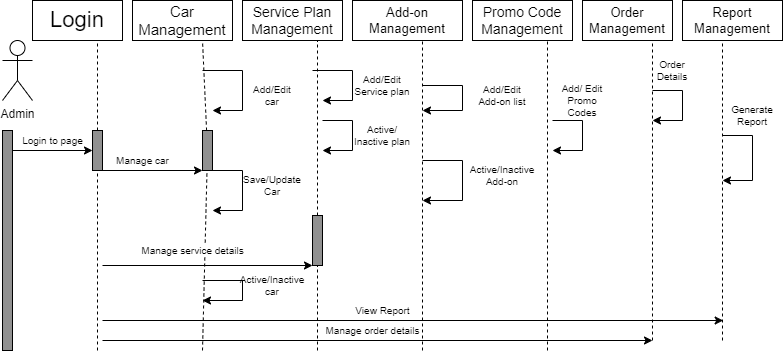 Login
Car
Management
Service Plan
Management
Add-on
Management
Promo Code
Management
Order
Management
Report
Management
Admin
Add/Edit
car
Add/Edit
Service plan
Add/Edit
Add-on list
Add/ Edit
Promo
Codes
Order
Details
Generate
Report
Login to page
Active/
Inactive plan
Manage car
Save/Update
Car
Active/Inactive
Add-on
Manage service details
Active/Inactive
car
View Report
Manage order details